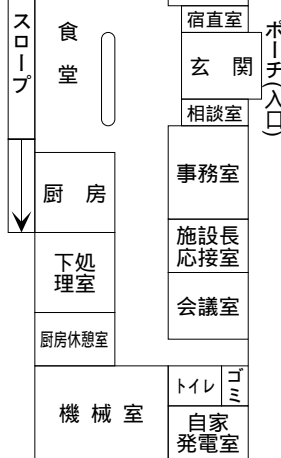 スロープ
食堂
宿直室
玄　関
ポーチ(入口)
相談室
事務室
厨　房
施設長
応接室
下処
理室
会議室
厨房休憩室
機 械 室
トイレ
ゴミ
自家
発電室